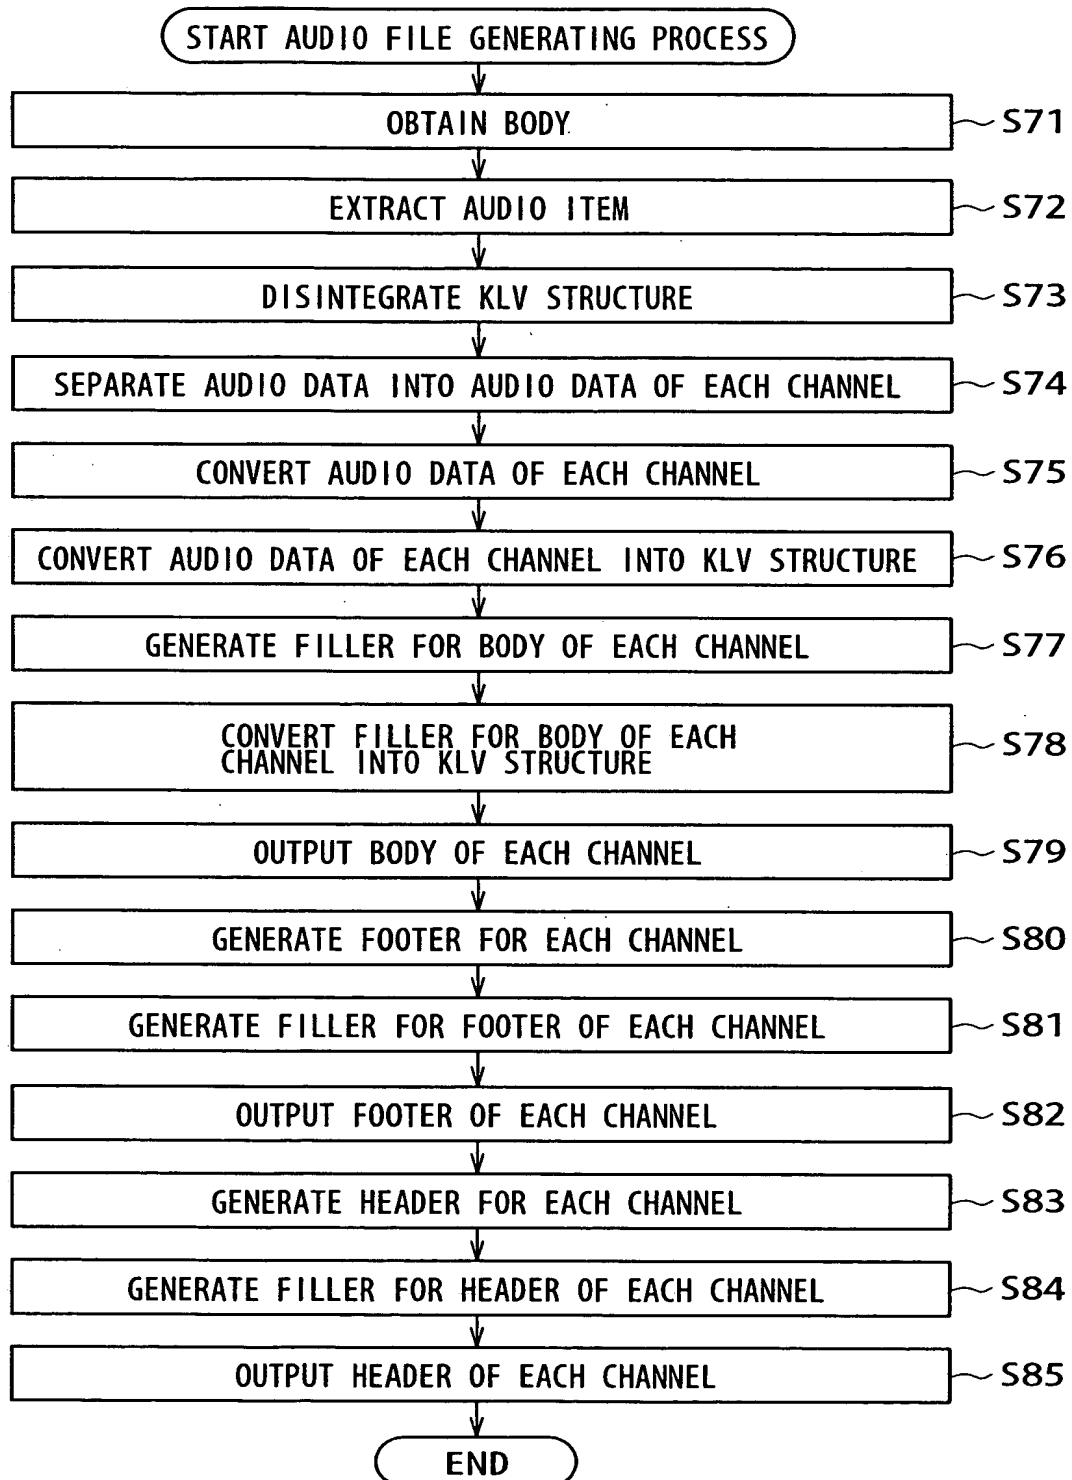 START AUDIO FILE GENERATING PROCESS
OBTAIN BODY S71
EXTRACT AUDIO ITEM S72
DISINTEGRATE KLV STRUCTURE S73
SEPARATE AUDIO DATA INTO AUDIO DATA OF EACH CHANNEL S74
CONVERT AUDIO DATA OF EACH CHANNEL S75
CONVERT AUDIO DATA OF EACH CHANNEL INTO KLV STRUCTURE S76
GENERATE FILLER FOR BODY OF EACH CHANNEL S77
CONVERT FILLER FOR BODY OF EACH
CHANNEL INTO KLV STRUCTURE S78
OUTPUT BODY OF EACH CHANNEL S79
GENERATE FOOTER FOR EACH CHANNEL S80
GENERATE FILLER FOR FOOTER OF EACH CHANNEL S81
OUTPUT FOOTER OF EACH CHANNEL S82
GENERATE HEADER FOR EACH CHANNEL S83
GENERATE FILLER FOR HEADER OF EACH CHANNEL S84
OUTPUT HEADER OF EACH CHANNEL S85
END